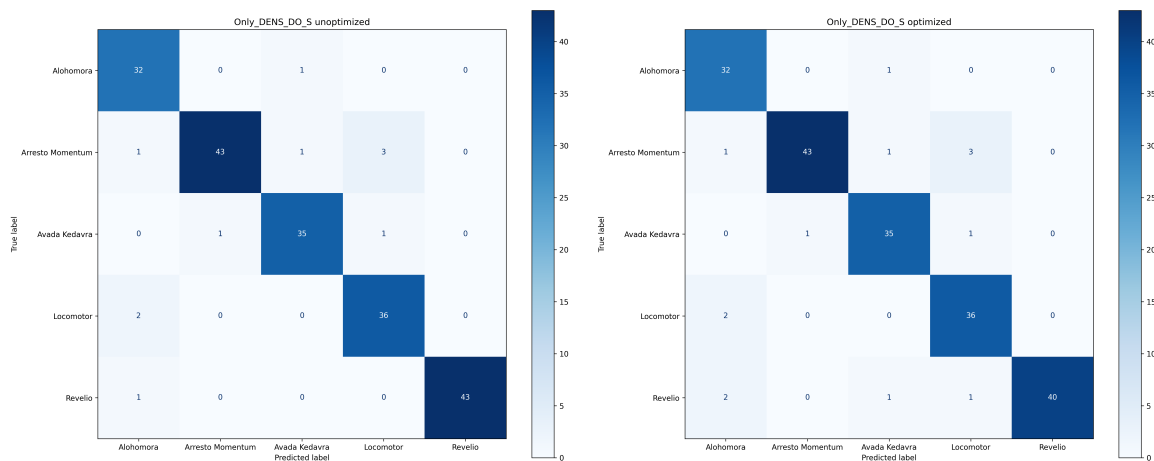 Only_DENS_DO_S unoptimized
True label
Alohomora 32 0 1 0 0
Arresto Momentum 1 43 1 3 0
Avada Kedavra 0 1 35 1 0
Locomotor 2 0 0 36 0
Revelio 1 0 0 0 43
Alohomora Arresto Momentum Avada Kedavra Locomotor Revelio
Predicted label
40
35
30
25
20
15
10
5
0
Only_DENS_DO_S optimized
True label
Alohomora 32 0 1 0 0
Arresto Momentum 1 43 1 3 0
Avada Kedavra 0 1 35 1 0
Locomotor 2 0 0 36 0
Revelio 2 0 1 1 40
Alohomora Arresto Momentum Avada Kedavra Locomotor Revelio
Predicted label
40
35
30
25
20
15
10
5
0